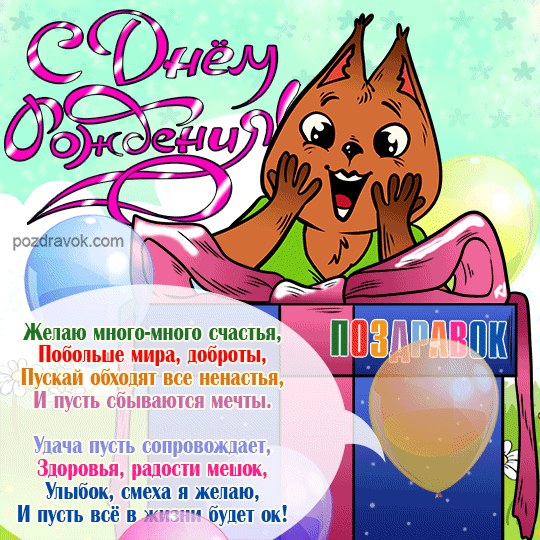 С Днём
Рождения!
pozdravok.com
ПОЗДРАВОК
Желаю много-много счастья,
Побольше мира, доброты,
Пускай обходят все ненастья,
И пусть сбываются мечты.
Удача пусть сопровождает,
Здоровья, радости мешок,
Улыбок, смеха я желаю,
И пусть всё в жизни будет ок!